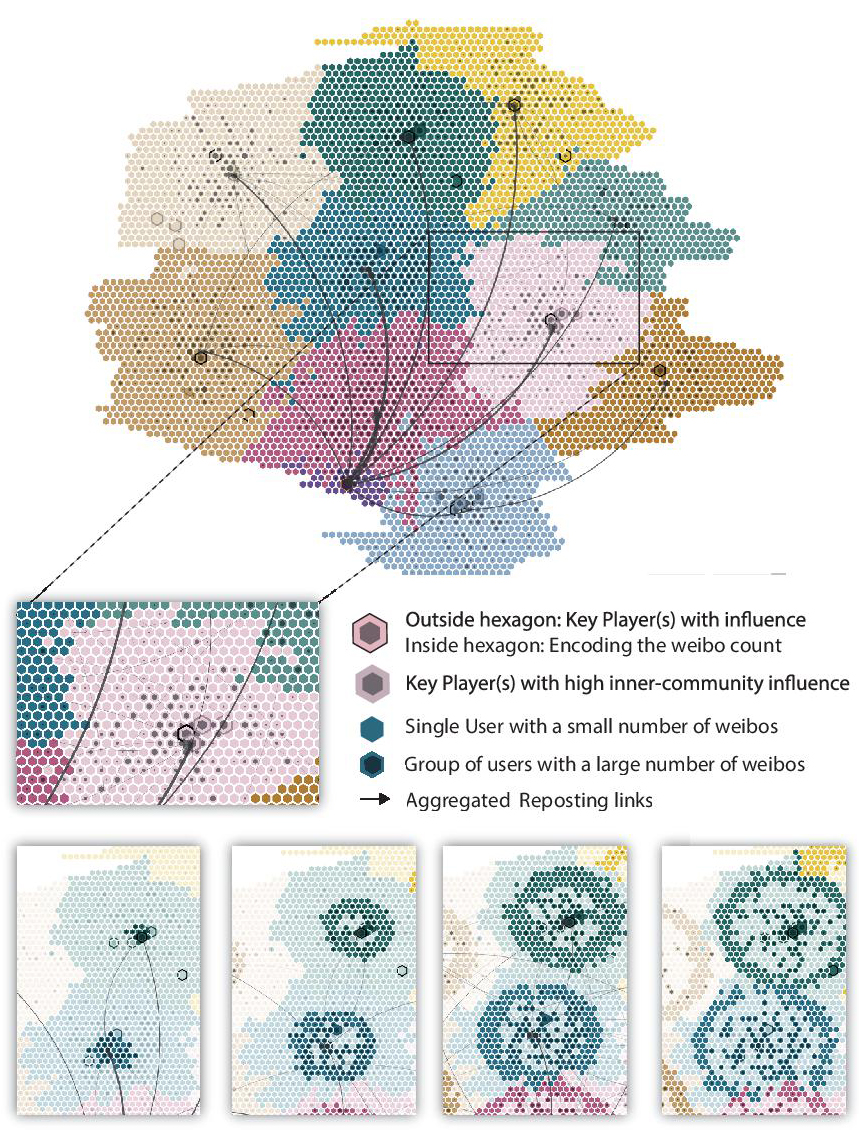 Outside hexagon: Key Player(s) with influence
Inside hexagon: Encoding the weibo count
Key Player(s) with high inner-community influence
Single User with a small number of weibos
Group of users with a large number of weibos
Aggregated Reposting links